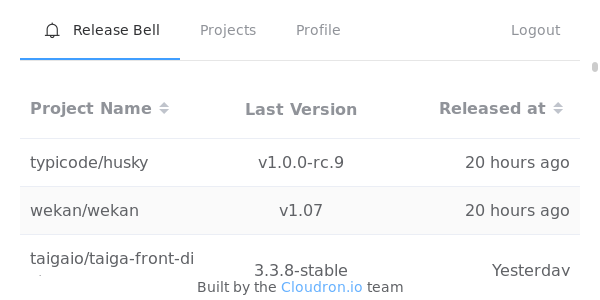 Release Bell Projects Profile Logout
Project Name Last Version Released at
typicode/husky v1.0.0-rc.9 20 hours ago
wekan/wekan v1.07 20 hours ago
taigaio/taiga-front-di
3.3.8-stable Yesterday
Built by the Cloudron.io team